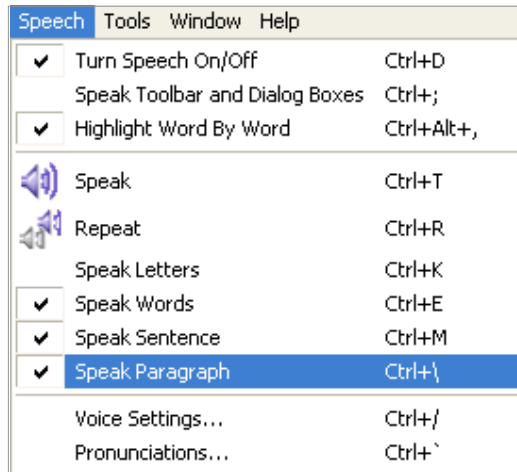 Speech Tools Window Help
Turn Speech On/Off Ctrl+D
Speak Toolbar and Dialog Boxes Ctrl+;
Highlight Word By Word Ctrl+Alt+,
Speak Ctrl+T
Repeat Ctrl+R
Speak Letters Ctrl+K
Speak Words Ctrl+E
Speak Sentence Ctrl+M
Speak Paragraph Ctrl+\
Voice Settings... Ctrl+/
Pronunciations... Ctrl+`